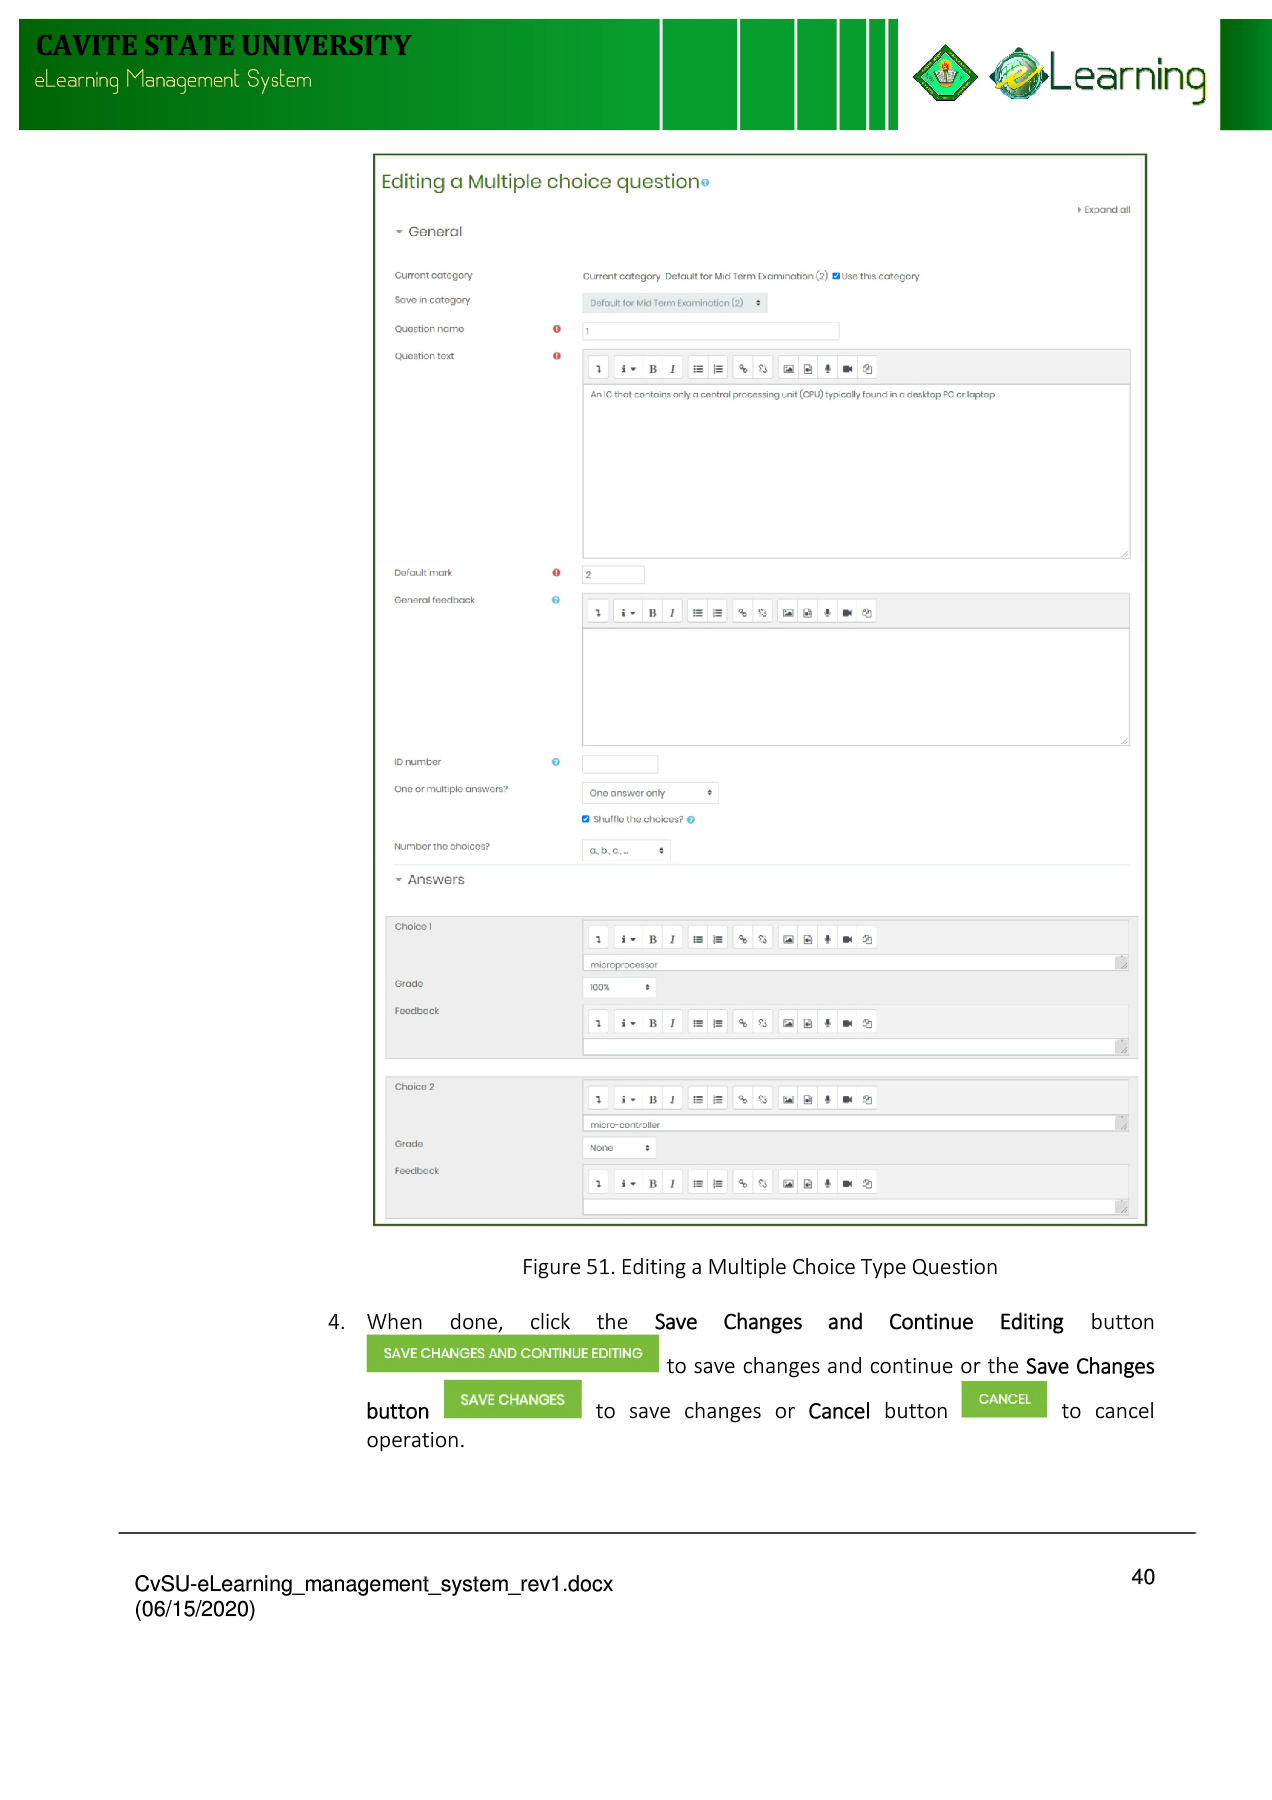 CAVITE STATE UNIVERSITY
eLearning Management System
eLearning
Editing a Multiple choice question
Expand all
General
Current category Current category Default for Mid Term Examination (2) Use this category
Save in category Default for Mid Term Examination (2)
Question name 1
Question text
An IC that contains only a central processing unit (CPU) typically found in a desktop PC or laptop
Default mark 2
General feedback
ID number
One or multiple answers? One answer only
Shuffle the choices?
Number the choices? a., b., c., ...
Answers
Choice 1
microprocessor
Grade 100%
Feedback
Choice 2
micro-controller
Grade None
Feedback
Figure 51. Editing a Multiple Choice Type Question
4. When done, click the Save Changes and Continue Editing button
SAVE CHANGES AND CONTINUE EDITING to save changes and continue or the Save Changes
button SAVE CHANGES to save changes or Cancel button CANCEL to cancel
operation.
CvSU-eLearning_management_system_rev1.docx 40
(06/15/2020)